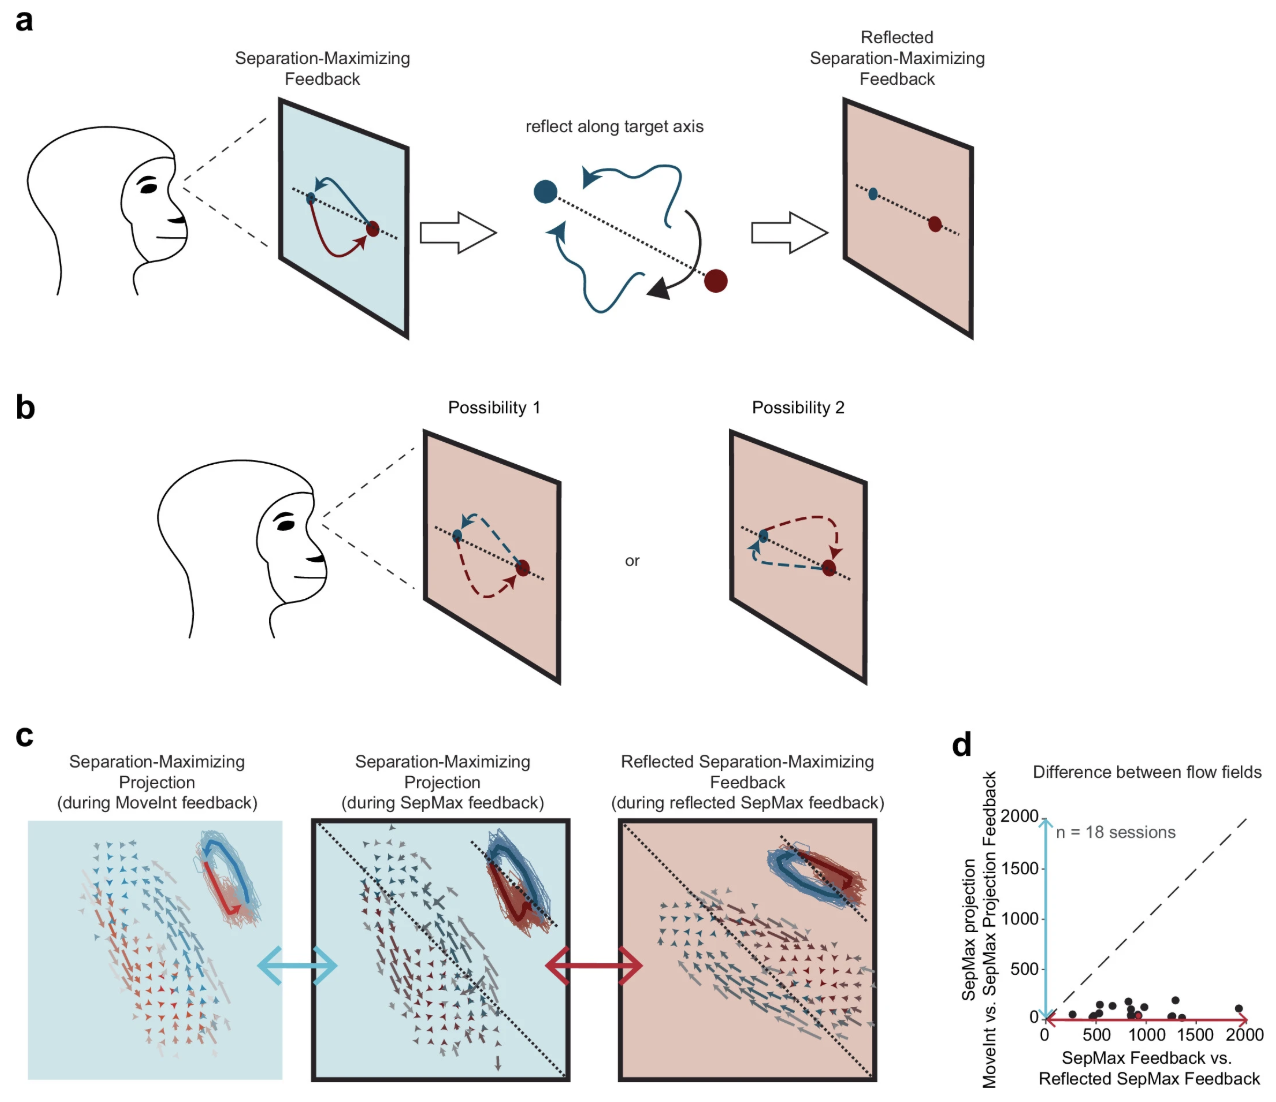 a
Separation-Maximizing
Feedback
reflect along target axis
Reflected
Separation-Maximizing
Feedback
b
Possibility 1
or
Possibility 2
c
Separation-Maximizing
Projection
(during MoveInt feedback)
Separation-Maximizing
Projection
(during SepMax feedback)
Reflected Separation-Maximizing
Feedback
(during reflected SepMax feedback)
d
Difference between flow fields
SepMax projection
MoveInt vs. SepMax Projection Feedback
n = 18 sessions
2000
1500
1000
500
0
0 500 1000 1500 2000
SepMax Feedback vs.
Reflected SepMax Feedback